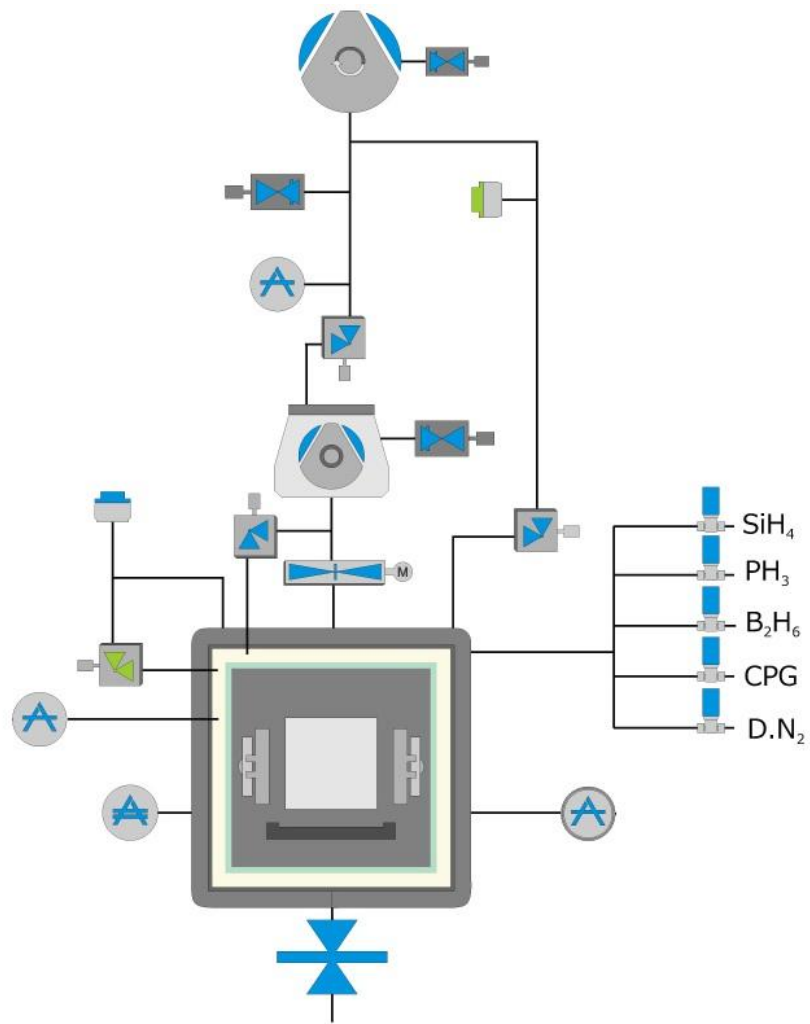 M
SiH₄
PH₃
B₂H₆
CPG
D.N₂